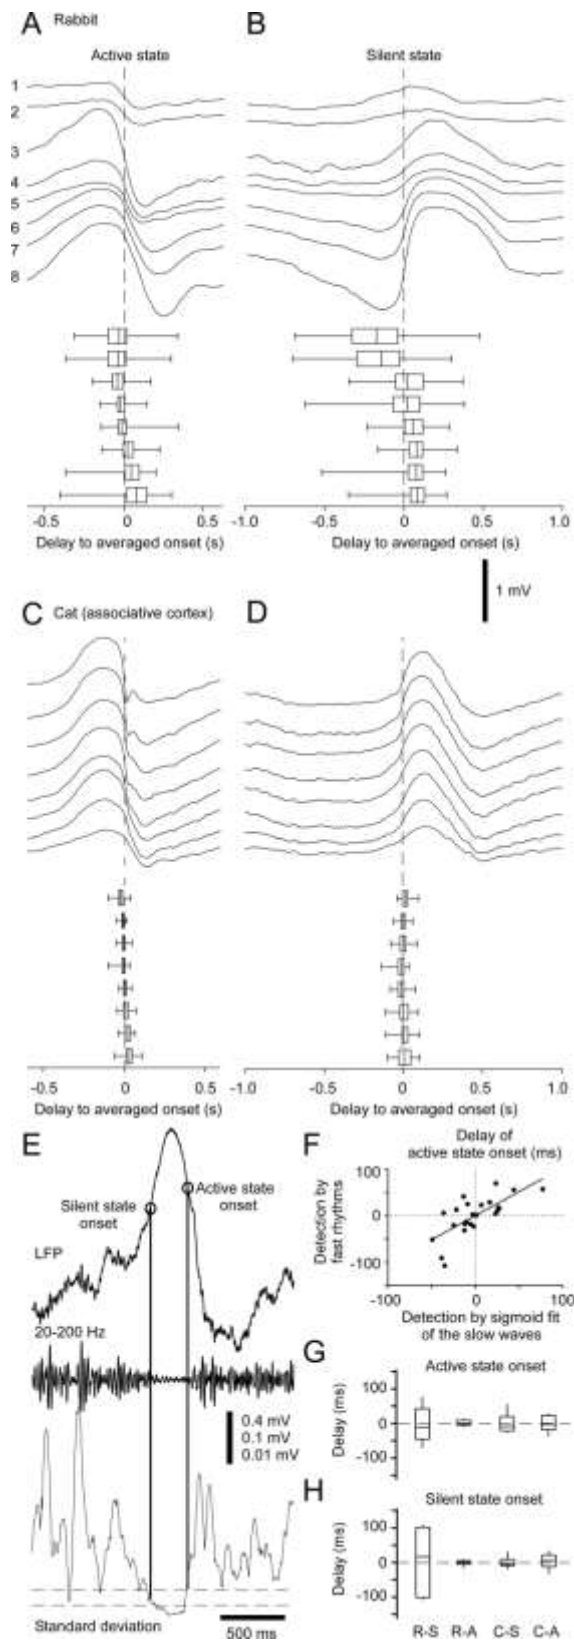 A Rabbit B
Active state Silent state
1
2
3
4
5
6
7
8
-0.5 0 0.5 -1.0 -0.5 0 0.5 1.0
Delay to averaged onset (s) Delay to averaged onset (s)
1 mV
C Cat (associative cortex) D
-0.5 0 0.5 -1.0 -0.5 0 0.5 1.0
Delay to averaged onset (s) Delay to averaged onset (s)
E
Silent state
onset
Active state
onset
LFP
20-200 Hz
0.4 mV
0.1 mV
0.01 mV
Standard deviation
500 ms
F
Delay of
active state onset (ms)
Detection by
fast rhythms
100
0
-100
-100 0 100
Detection by sigmoid fit
of the slow waves
G
Active state onset
Delay (ms)
100
0
-100
H
Silent state onset
Delay (ms)
100
0
-100
R-S R-A C-S C-A